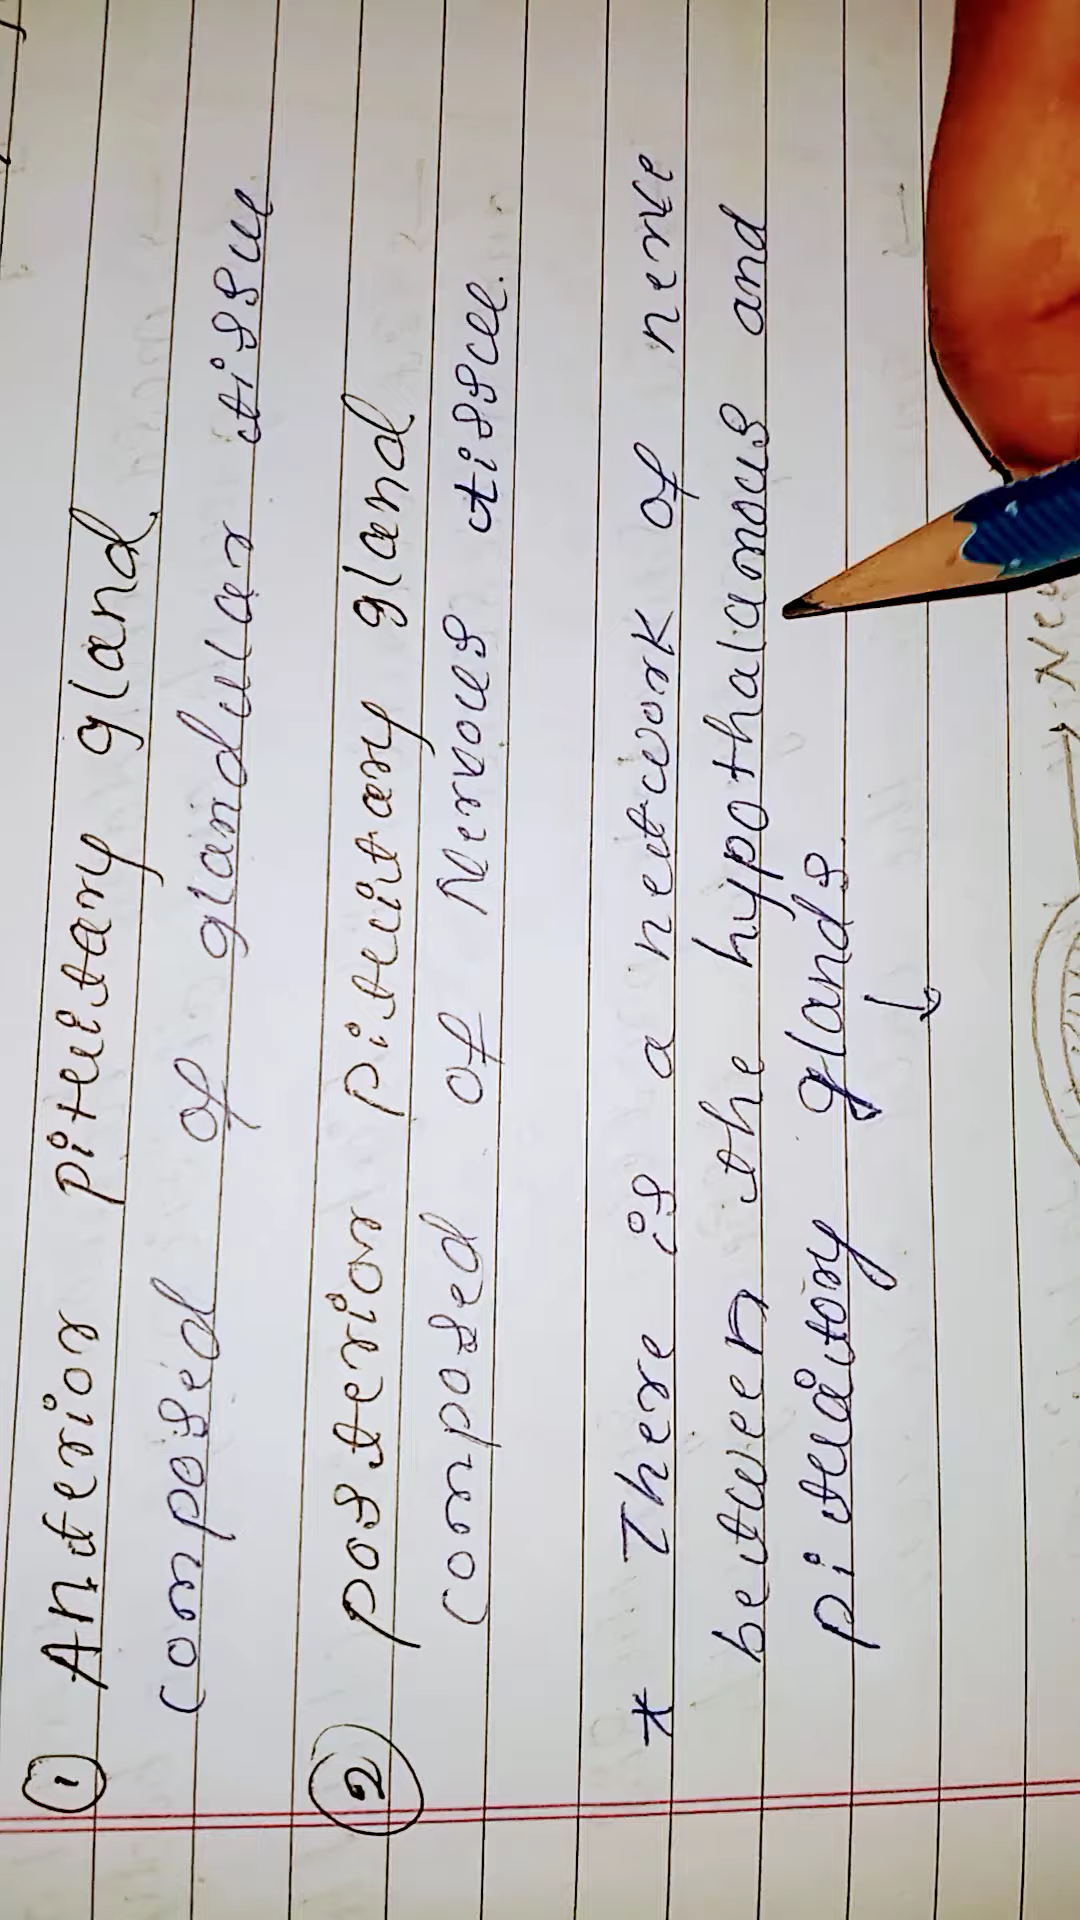 ① Anterior pituitary gland
composed of glandular tissue
② posterior pituitary gland
composed of Nervous tissue.
* There is a network of nerve
between the hypothalamous and
pituitory glands.
↓